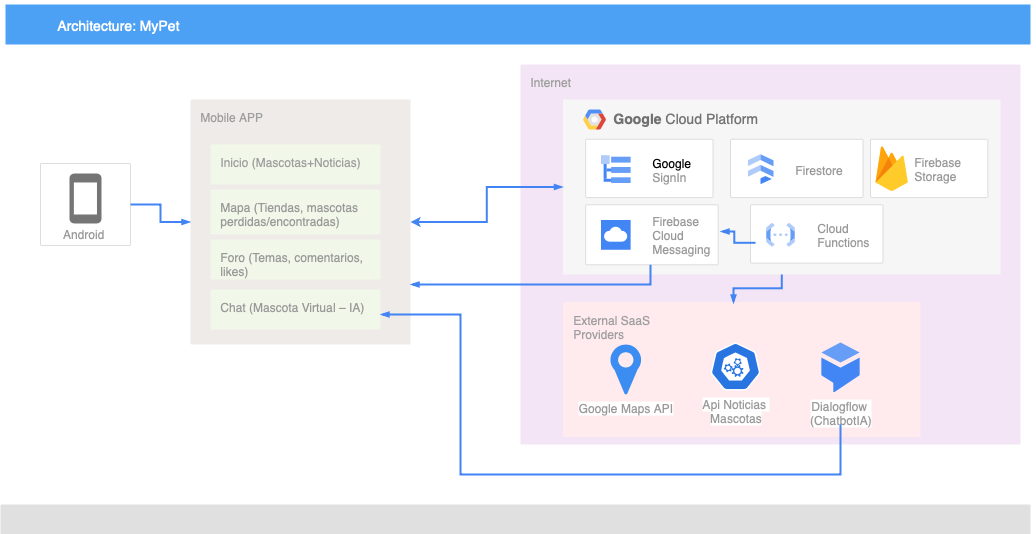 Architecture: MyPet
Internet
Mobile APP
Google Cloud Platform
Inicio (Mascotas+Noticias)
Google
SignIn
Firestore
Firebase
Storage
Mapa (Tiendas, mascotas
perdidas/encontradas)
Android
Firebase
Cloud
Messaging
Cloud
Functions
Foro (Temas, comentarios,
likes)
Chat (Mascota Virtual – IA)
External SaaS
Providers
Google Maps API
Api Noticias
Mascotas
Dialogflow
(ChatbotIA)